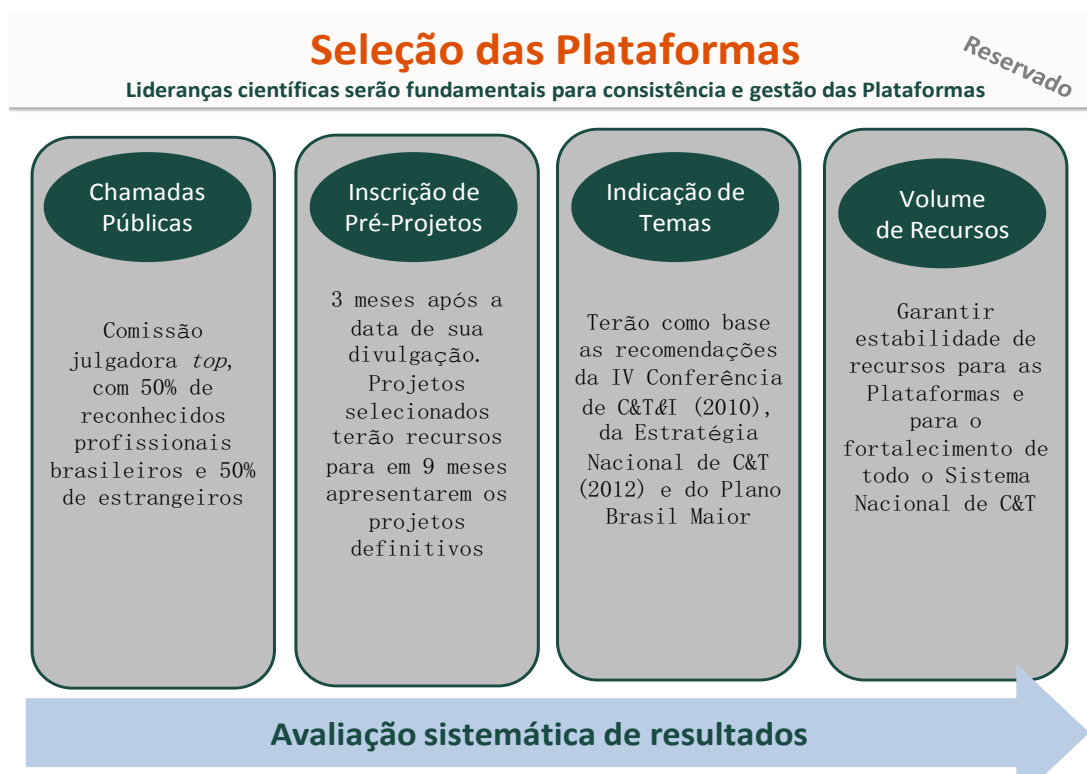 Seleção das Plataformas
Reservado
Lideranças científicas serão fundamentais para consistência e gestão das Plataformas
Chamadas
Públicas
Comissão
julgadora top,
com 50% de
reconhecidos
profissionais
brasileiros e 50%
de estrangeiros
Inscrição de
Pré-Projetos
3 meses após a
data de sua
divulgação.
Projetos
selecionados
terão recursos
para em 9 meses
apresentarem os
projetos
definitivos
Indicação de
Temas
Terão como base
as recomendações
da IV Conferência
de C&T&I (2010),
da Estratégia
Nacional de C&T
(2012) e do Plano
Brasil Maior
Volume
de Recursos
Garantir
estabilidade de
recursos para as
Plataformas e
para o
fortalecimento de
todo o Sistema
Nacional de C&T
Avaliação sistemática de resultados